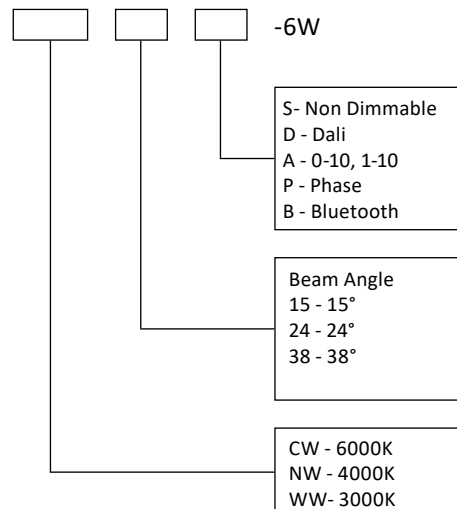 -6W
S- Non Dimmable
D - Dali
A - 0-10, 1-10
P - Phase
B - Bluetooth
Beam Angle
15 - 15°
24 - 24°
38 - 38°
CW - 6000K
NW - 4000K
WW- 3000K